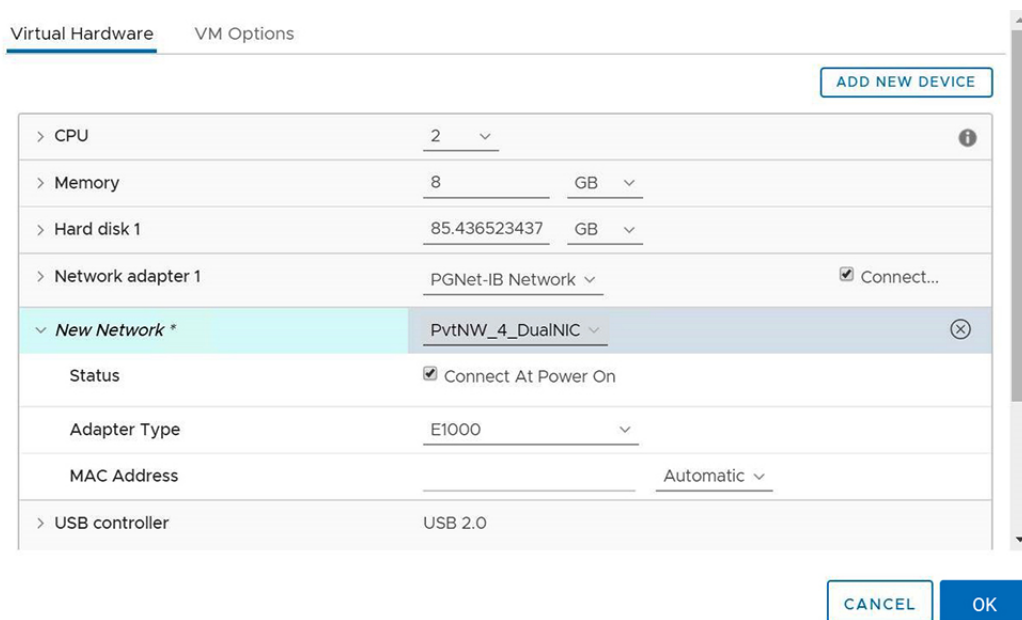 Virtual Hardware VM Options
ADD NEW DEVICE
CPU 2
Memory 8 GB
Hard disk 1 85.436523437 GB
Network adapter 1 PGNet-IB Network Connect...
New Network * PvtNW_4_DualNIC
Status Connect At Power On
Adapter Type E1000
MAC Address Automatic
USB controller USB 2.0
CANCEL OK